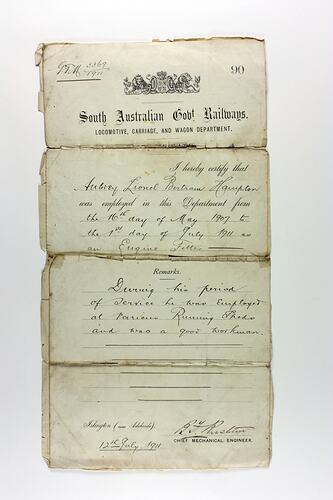 3369
1911
90
South Australian Govt Railways.
LOCOMOTIVE, CARRIAGE, AND WAGON DEPARTMENT.
I hereby certify that
Aubrey Lionel Bertram Hampton
was employed in this Department from
the 16th day of May 1907 to
the 1st day of July 1911 as
an Engine Fitter
Remarks.
During his period
of service he was employed
at various Running Sheds
and was a good workman.
Islington (near Adelaide),
12th July 1911
CHIEF MECHANICAL ENGINEER.